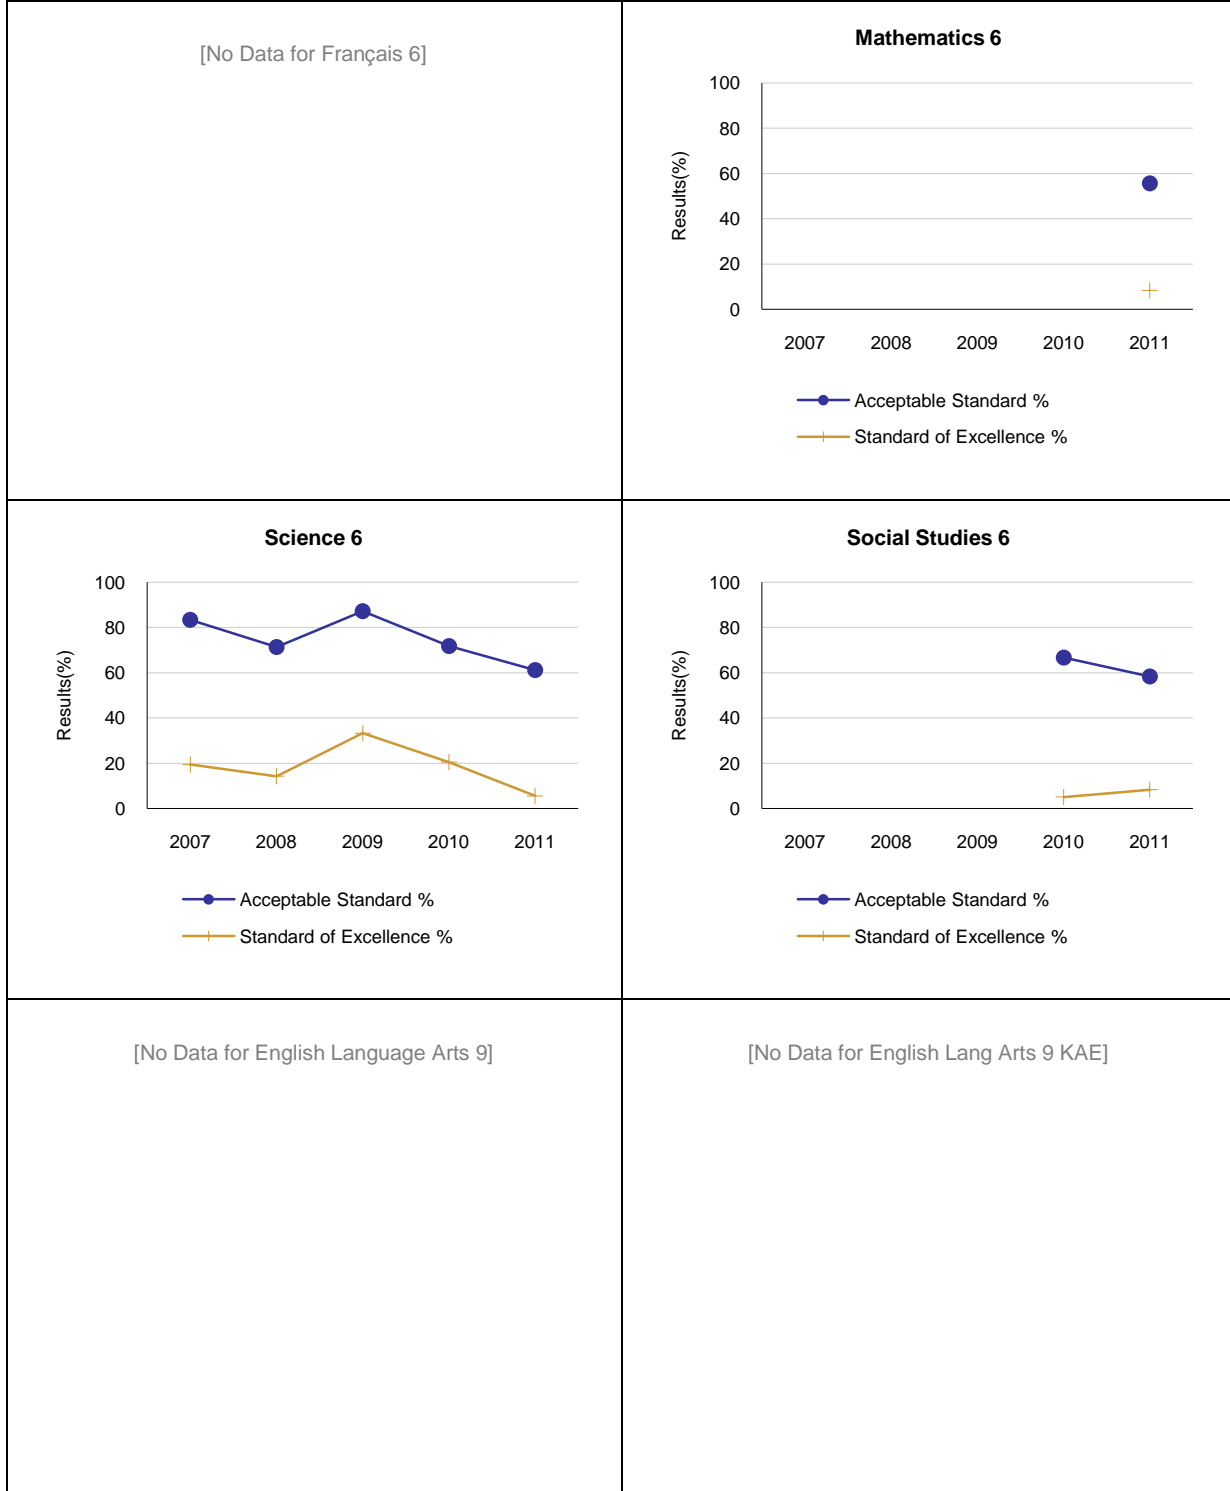 [No Data for Français 6]
Mathematics 6
100
80
60
40
20
0
Results(%)
2007 2008 2009 2010 2011
Acceptable Standard %
Standard of Excellence %
Science 6
100
80
60
40
20
0
Results(%)
2007 2008 2009 2010 2011
Acceptable Standard %
Standard of Excellence %
Social Studies 6
100
80
60
40
20
0
Results(%)
2007 2008 2009 2010 2011
Acceptable Standard %
Standard of Excellence %
[No Data for English Language Arts 9]
[No Data for English Lang Arts 9 KAE]